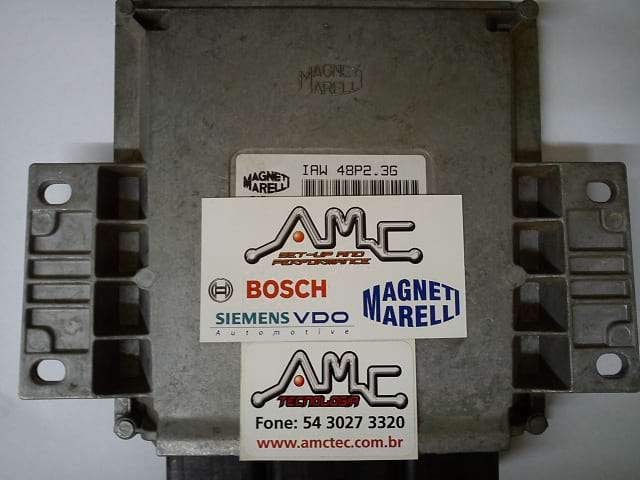 MAGNETI
MARELLI
IAW 48P2.3G
MAGNETI
MARELLI
AMC
SET-UP AND
PERFORMANCE
BOSCH
SIEMENS VDO
Automotive
MAGNETI
MARELLI
AMC
TECNOLOGIA
Fone: 54 3027 3320
www.amctec.com.br